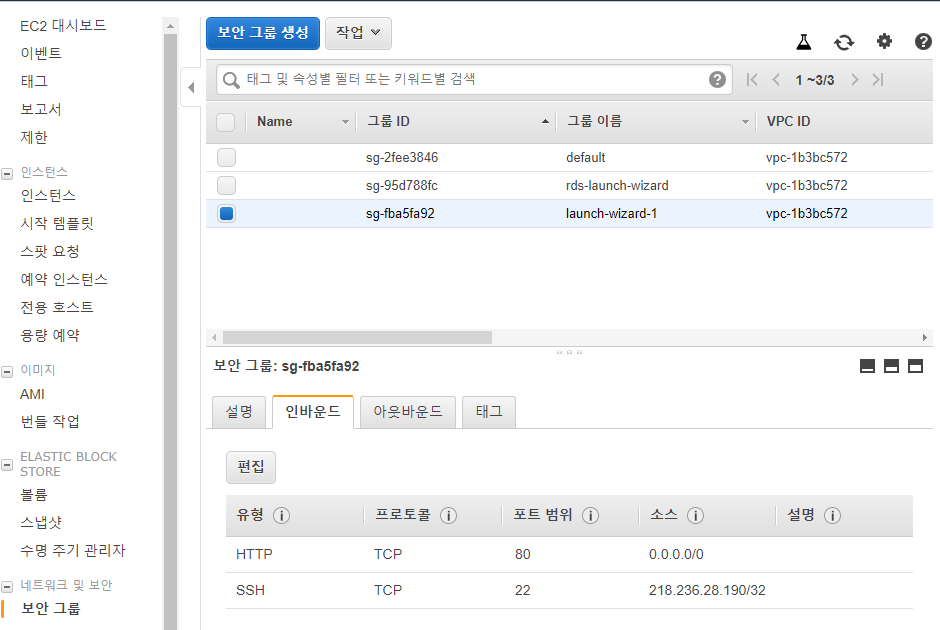 EC2 대시보드
이벤트
태그
보고서
제한
인스턴스
인스턴스
시작 템플릿
스팟 요청
예약 인스턴스
전용 호스트
용량 예약
이미지
AMI
번들 작업
ELASTIC BLOCK
STORE
볼륨
스냅샷
수명 주기 관리자
네트워크 및 보안
보안 그룹
보안 그룹 생성 작업
태그 및 속성별 필터 또는 키워드별 검색 1 ~3/3
Name 그룹 ID 그룹 이름 VPC ID
sg-2fee3846 default vpc-1b3bc572
sg-95d788fc rds-launch-wizard vpc-1b3bc572
sg-fba5fa92 launch-wizard-1 vpc-1b3bc572
보안 그룹: sg-fba5fa92
설명 인바운드 아웃바운드 태그
편집
유형 프로토콜 포트 범위 소스 설명
HTTP TCP 80 0.0.0.0/0
SSH TCP 22 218.236.28.190/32